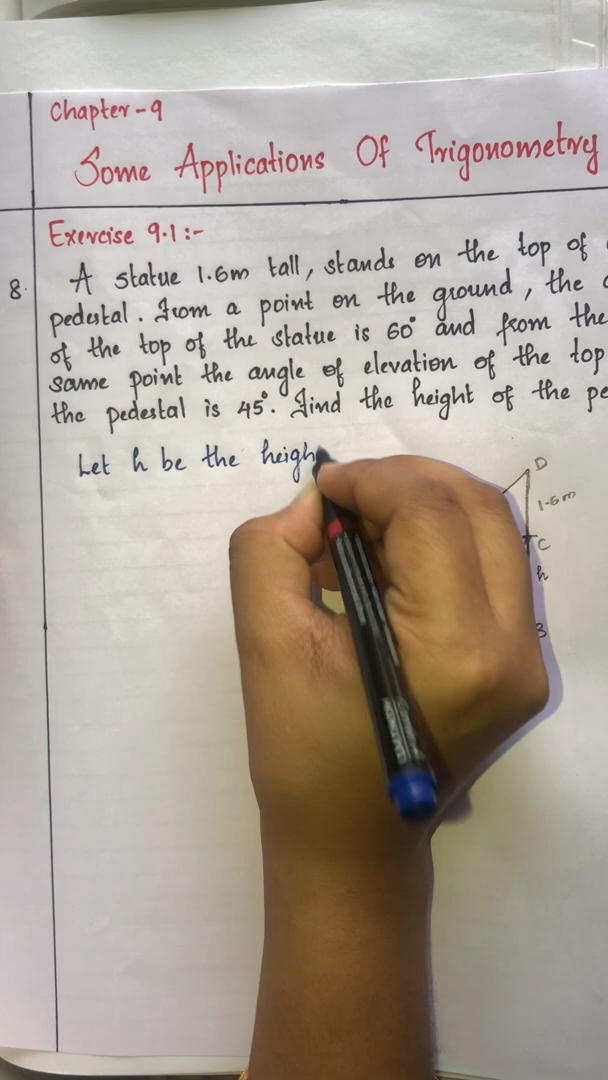 Chapter-9
Some Applications Of Trigonometry
Exercise 9.1:-
8. A statue 1.6m tall, stands on the top of
pedestal. From a point on the ground, the
of the top of the statue is 60° and from the
same point the angle of elevation of the top
the pedestal is 45°. Find the height of the pe
Let h be the heigh
D
1.6m
C
h
B